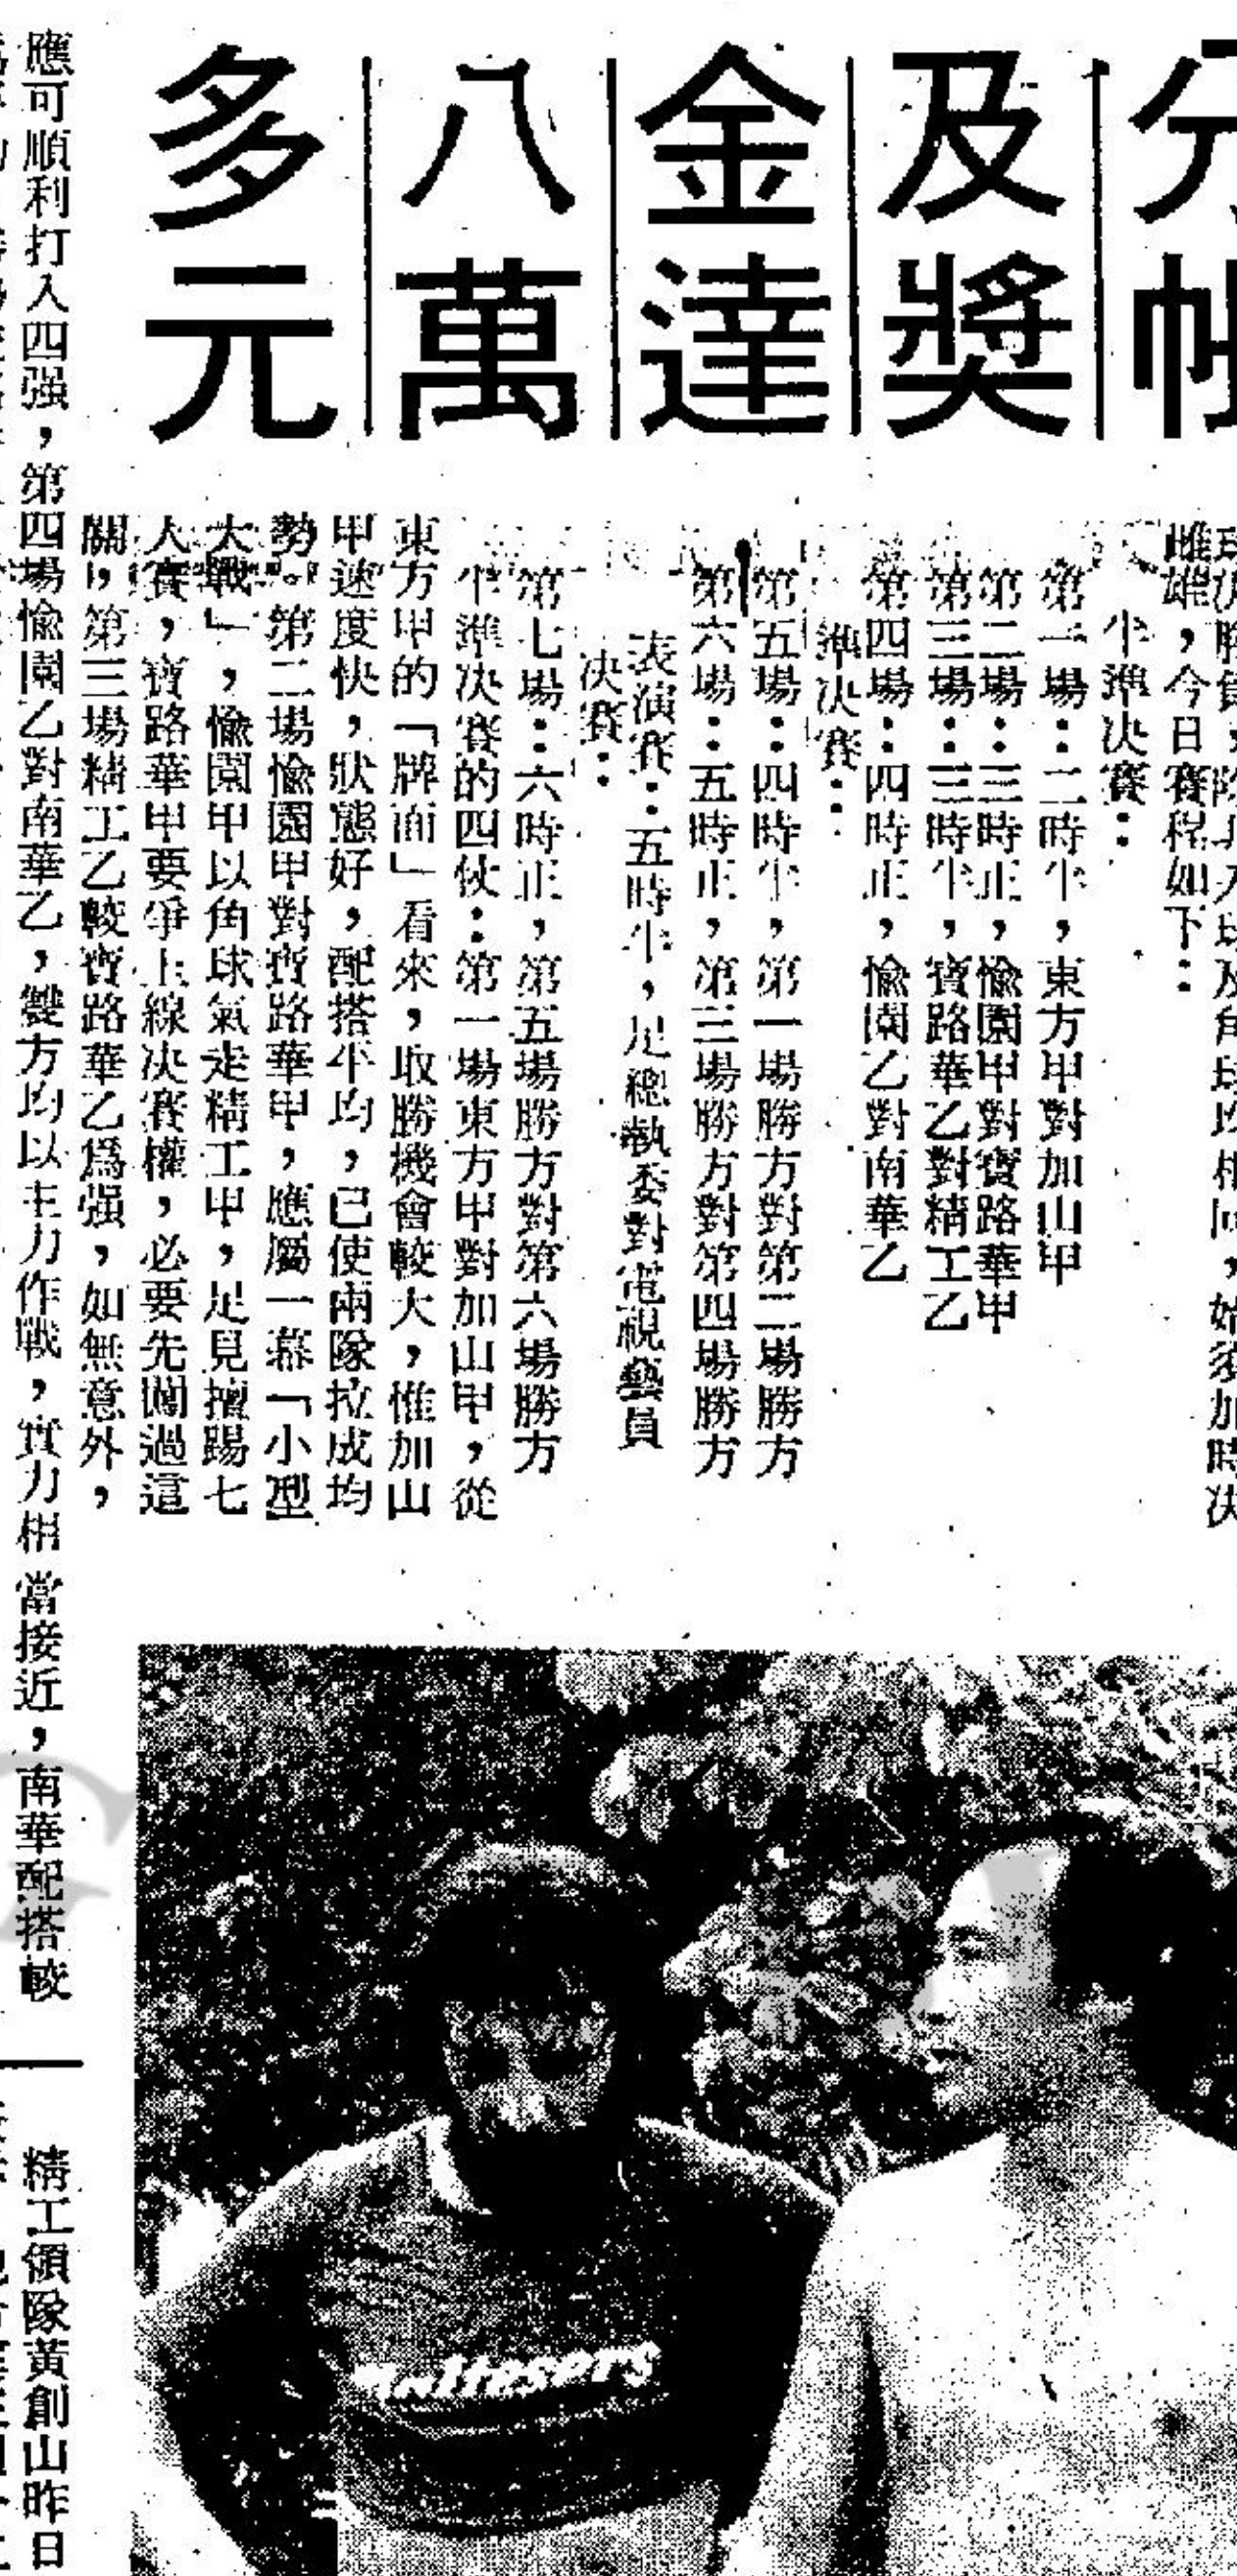 及獎
金達
八萬
多元
雌雄，今日賽程如下：
半準決賽：
第一場：二時半，東方甲對加山甲
第二場：三時正，愉園甲對寶路華甲
第三場：三時半，寶路華乙對精工乙
第四場：四時正，愉園乙對南華乙
準決賽：
第五場：四時半，第一場勝方對第二場勝方
第六場：五時正，第三場勝方對第四場勝方
表演賽：五時半，足總執委對電視藝員
決賽：
第七場：六時正，第五場勝方對第六場勝方
半準決賽的四伙：第一場東方甲對加山甲，從
東方甲的「牌面」看來，取勝機會較大，惟加山
甲速度快，狀態好，配搭平均，已使兩隊拉成均
勢。第二場愉園甲對寶路華甲，應屬一幕「小型
大戰」，愉園甲以角球氣走精工甲，足見擅踢七
人賽，寶路華甲要爭上線決賽權，必要先闖過這
關，第三場精工乙較寶路華乙爲强，如無意外，
應可順利打入四强，第四場愉園乙對南華乙，雙方均以主力作戰，實力相當接近，南華配搭較
精工領隊黃創山昨日
Maltesers